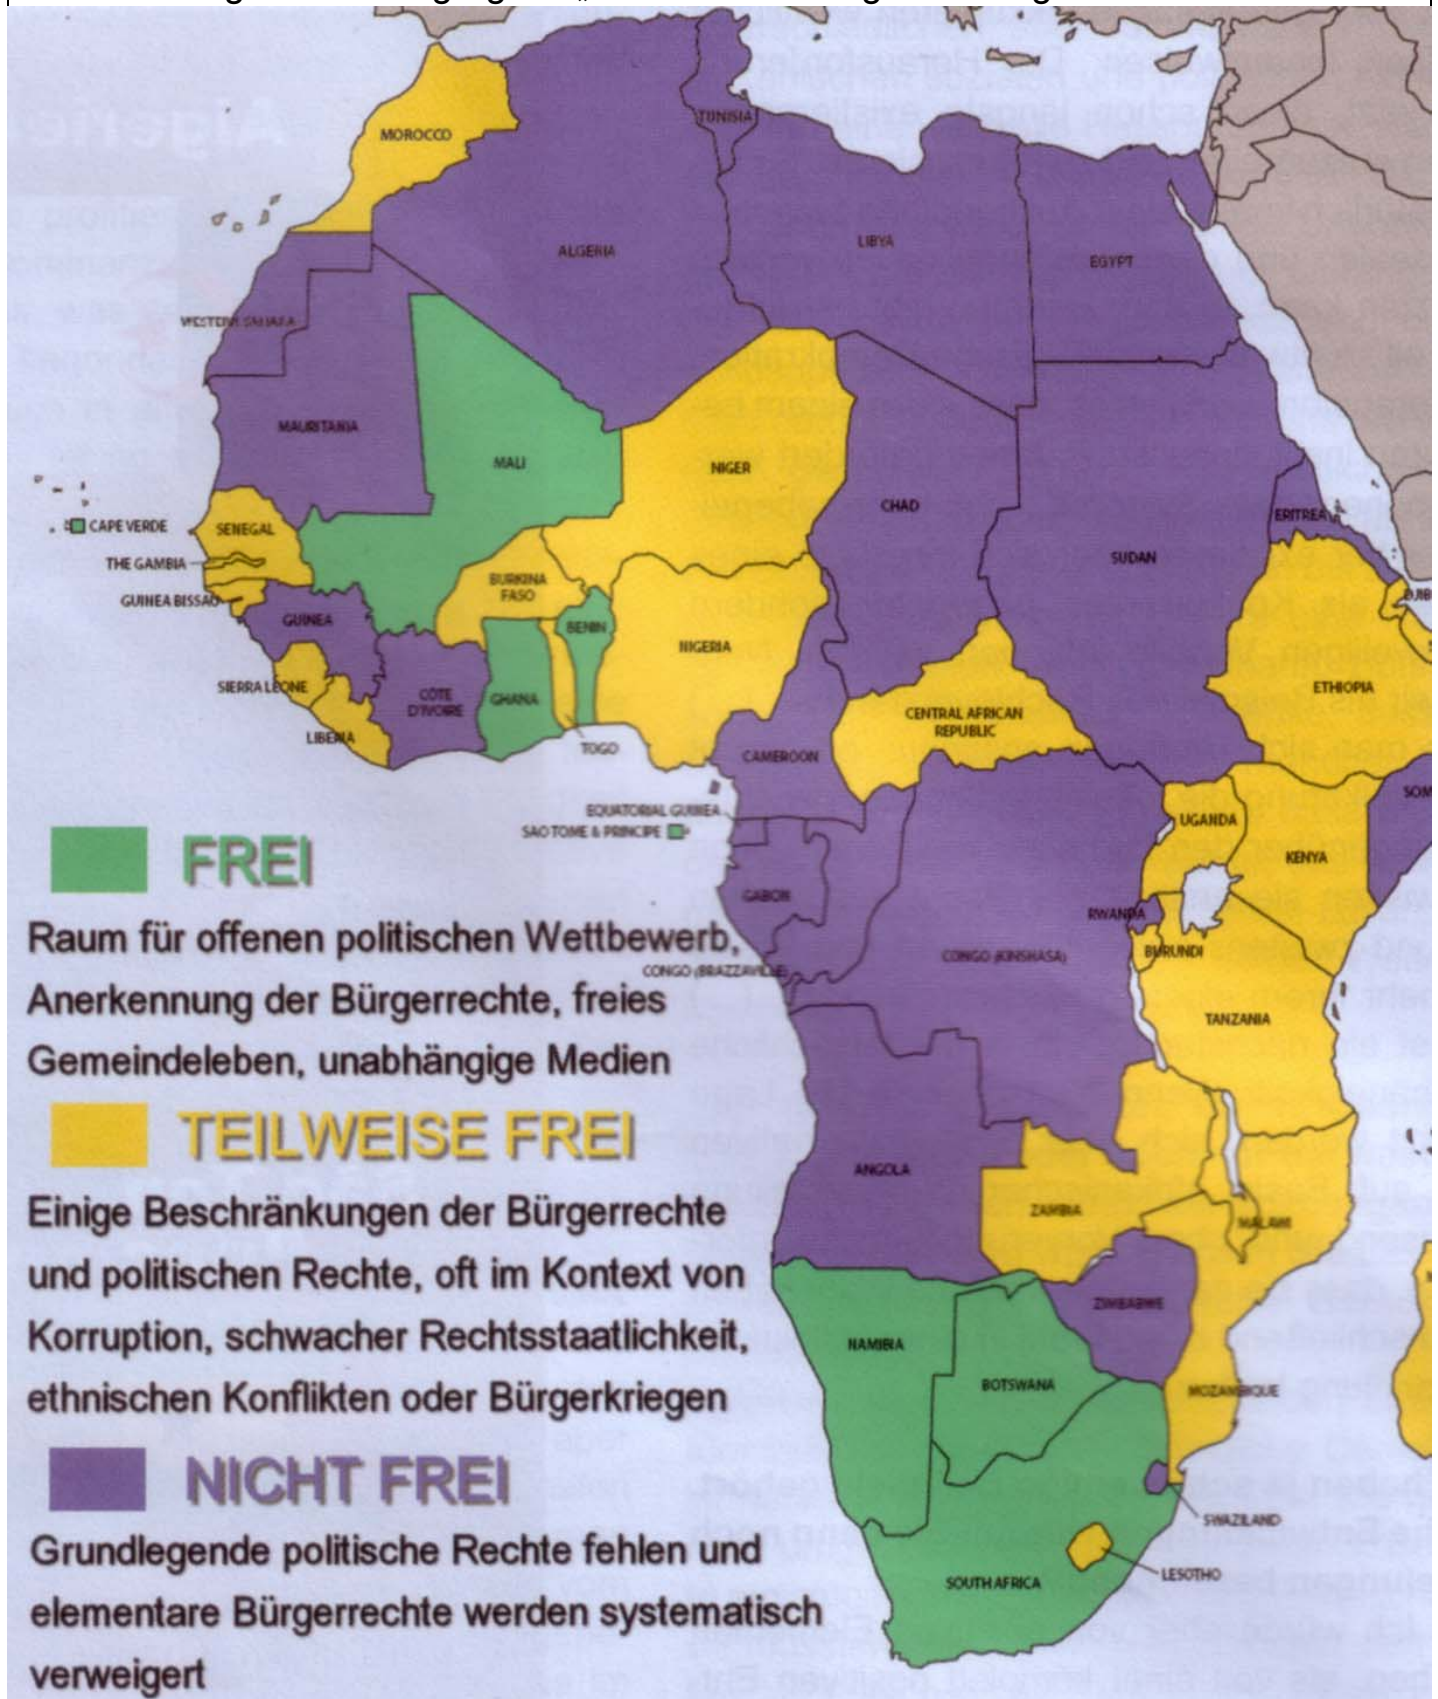 MOROCCO
TUNISIA
ALGERIA
LIBYA
EGYPT
WESTERN SAHARA
MAURITANIA
MALI
NIGER
CHAD
SUDAN
ERITREA
CAPE VERDE
SENEGAL
THE GAMBIA
GUINEA BISSAO
GUINEA
BURKINA
FASO
BENIN
NIGERIA
DJIB
ETHIOPIA
SIERRA LEONE
LIBERIA
CÔTE
D'IVOIRE
GHANA
TOGO
CENTRAL AFRICAN
REPUBLIC
CAMEROON
EQUATORIAL GUINEA
SAO TOME & PRINCIPE
SOM
UGANDA
KENYA
GABON
RWANDA
BURUNDI
CONGO (KINSHASA)
CONGO (BRAZZAVILLE)
TANZANIA
ANGOLA
ZAMBIA
MALAWI
ZIMBABWE
NAMIBIA
BOTSWANA
MOZAMBIQUE
SWAZILAND
LESOTHO
SOUTH AFRICA
FREI
Raum für offenen politischen Wettbewerb,
Anerkennung der Bürgerrechte, freies
Gemeindeleben, unabhängige Medien
TEILWEISE FREI
Einige Beschränkungen der Bürgerrechte
und politischen Rechte, oft im Kontext von
Korruption, schwacher Rechtsstaatlichkeit,
ethnischen Konflikten oder Bürgerkriegen
NICHT FREI
Grundlegende politische Rechte fehlen und
elementare Bürgerrechte werden systematisch
verweigert